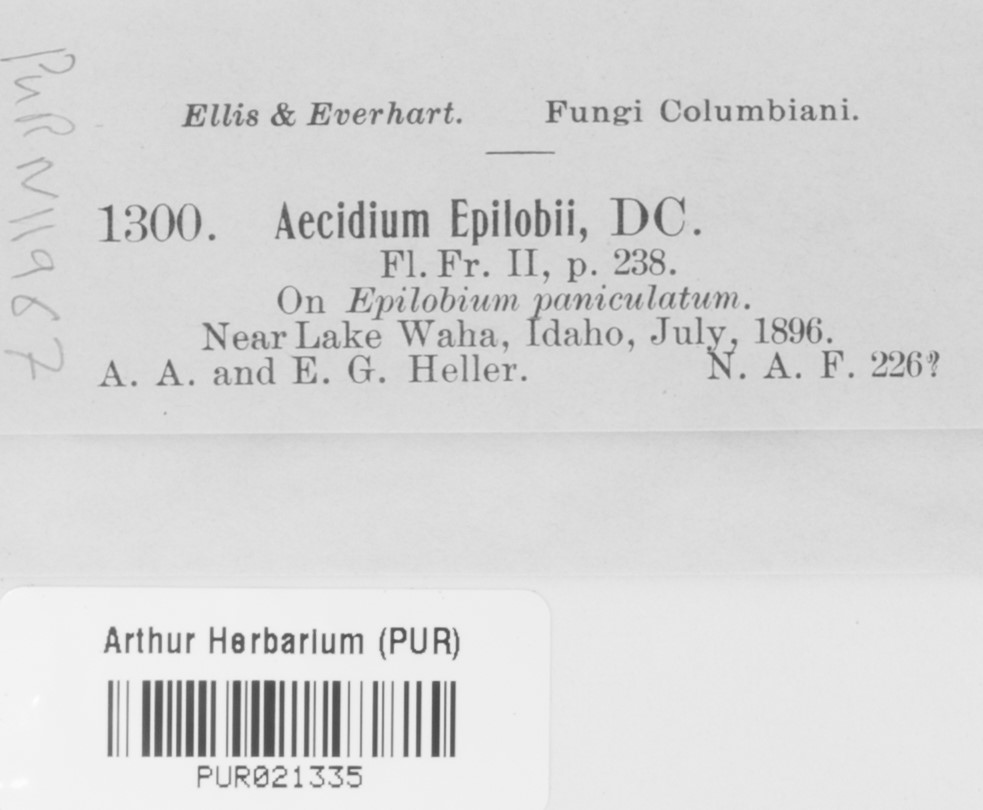 PUR N1967
Ellis & Everhart. Fungi Columbiani.
1300. Aecidium Epilobii, DC.
Fl. Fr. II, p. 238.
On Epilobium paniculatum.
Near Lake Waha, Idaho, July, 1896.
A. A. and E. G. Heller. N. A. F. 226?
Arthur Herbarium (PUR)
PUR021335